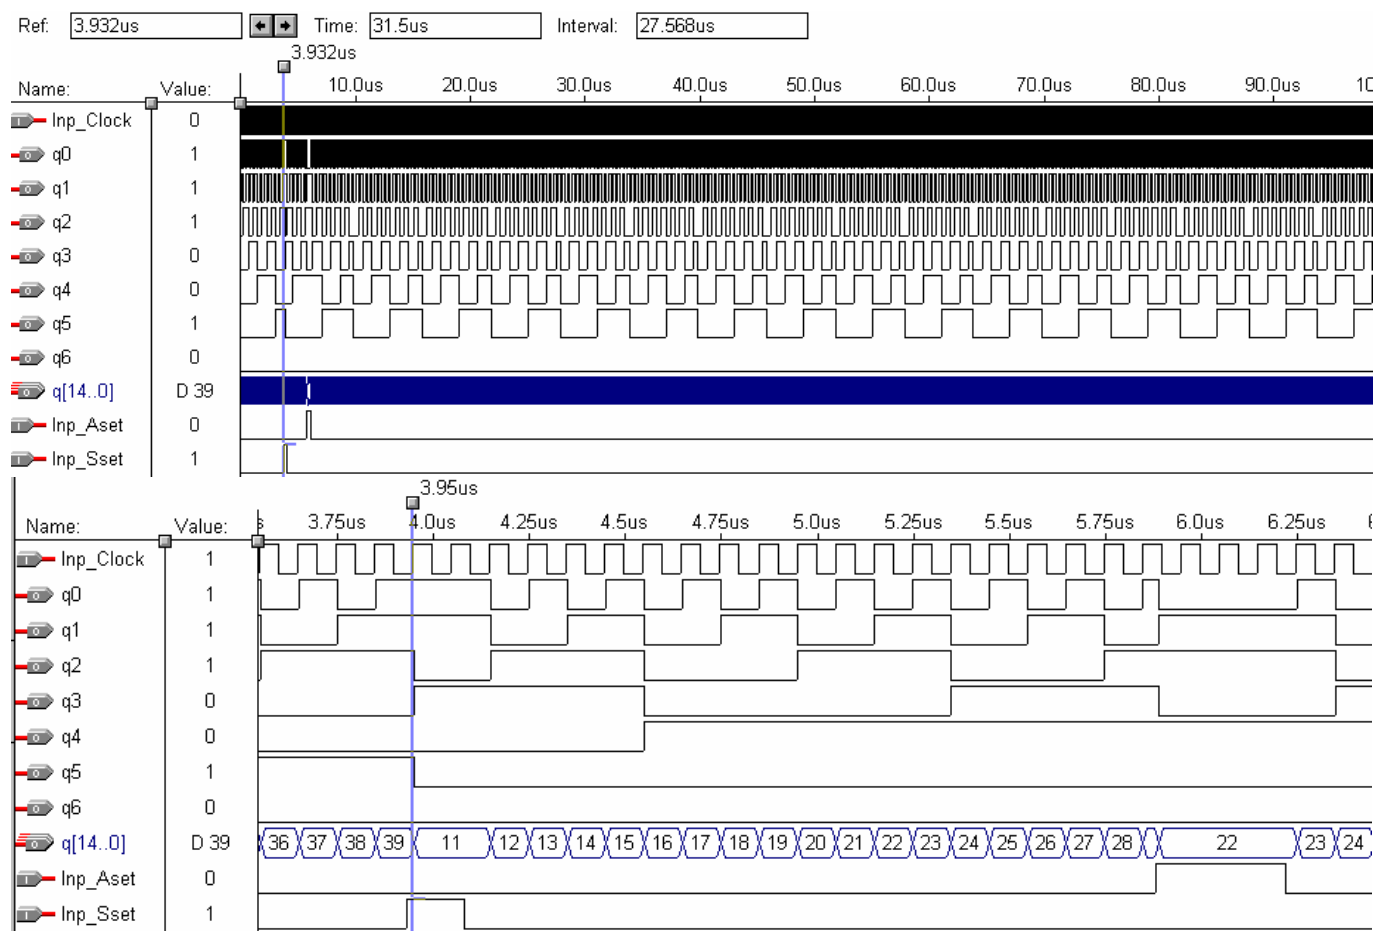 Ref: 3.932us Time: 31.5us Interval: 27.568us
3.932us
Name: Value: 10.0us 20.0us 30.0us 40.0us 50.0us 60.0us 70.0us 80.0us 90.0us 10
Inp_Clock 0
q0 1
q1 1
q2 1
q3 0
q4 0
q5 1
q6 0
q[14..0] D 39
Inp_Aset 0
Inp_Sset 1
3.95us
Name: Value: 3.75us 4.0us 4.25us 4.5us 4.75us 5.0us 5.25us 5.5us 5.75us 6.0us 6.25us
Inp_Clock 1
q0 1
q1 1
q2 1
q3 0
q4 0
q5 1
q6 0
q[14..0] D 39 36 37 38 39 11 12 13 14 15 16 17 18 19 20 21 22 23 24 25 26 27 28 22 23 24
Inp_Aset 0
Inp_Sset 1